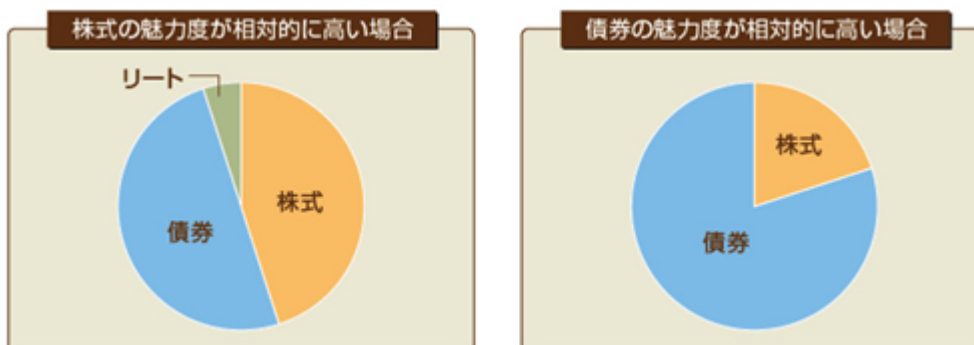 株式の魅力度が相対的に高い場合
リート
株式
債券
債券の魅力度が相対的に高い場合
株式
債券